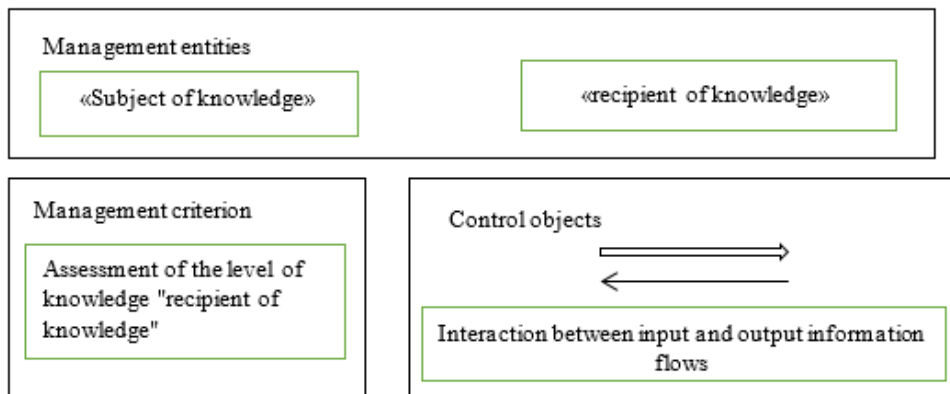 Management entities
«Subject of knowledge»
«recipient of knowledge»
Management criterion
Assessment of the level of
knowledge "recipient of
knowledge"
Control objects
Interaction between input and output information
flows